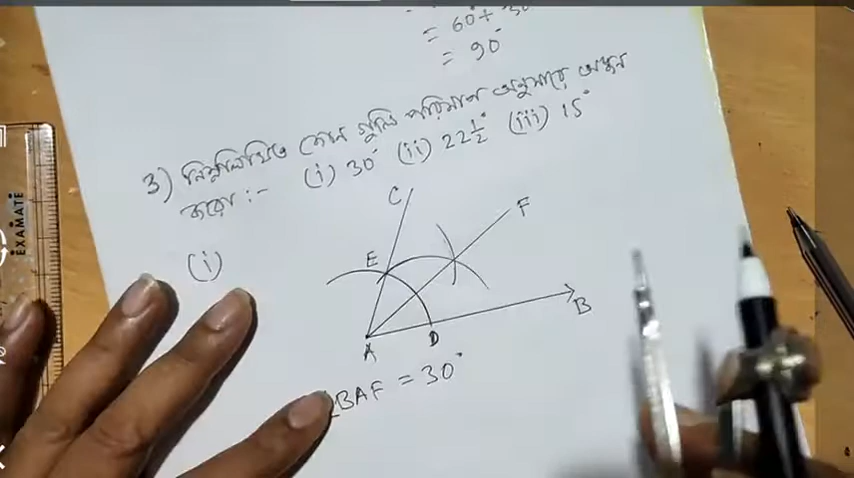 = 60° + 30
= 90°
3) নিম্নলিখিত কোণ গুলি পরিমাপ অনুসারে অঙ্কন
করো :- (i) 30° (ii) 22½° (iii) 15°
(i)
C
F
E
B
A
D
∠BAF = 30°
EXAMATE